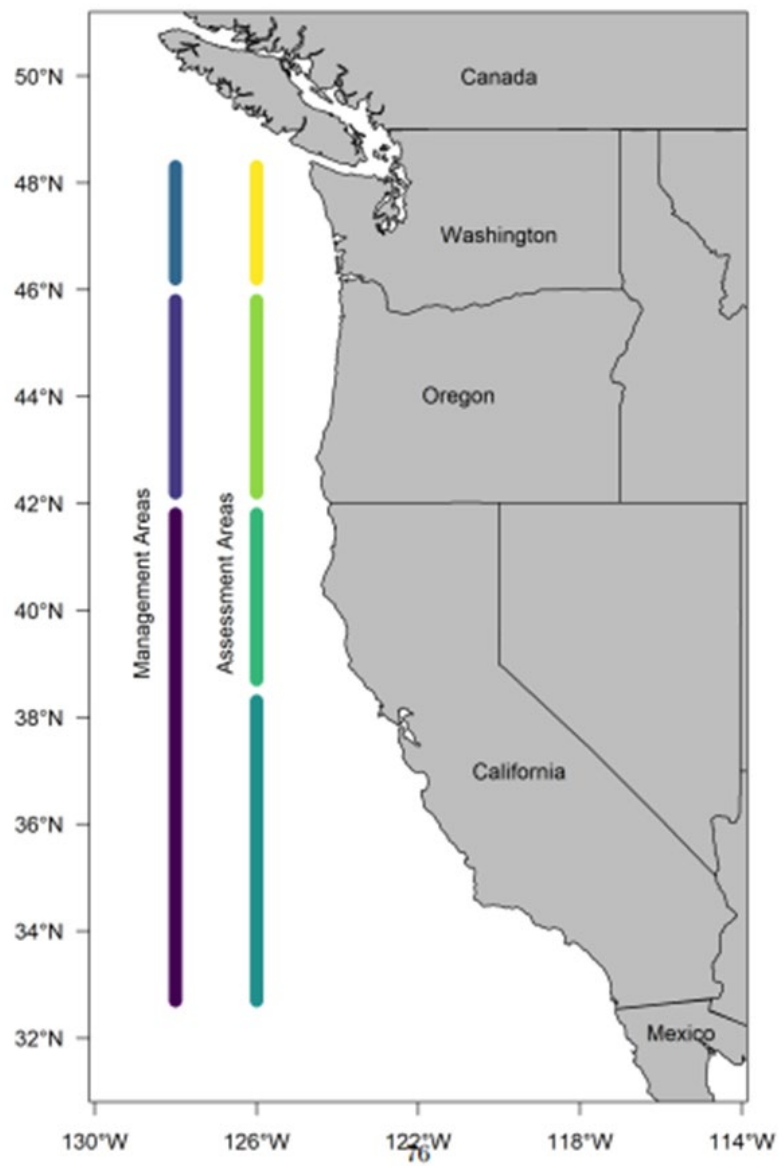 50°N
Canada
48°N
Washington
46°N
44°N
Oregon
42°N
Management Areas
Assessment Areas
40°N
38°N
California
36°N
34°N
32°N
Mexico
130°W 126°W 122°W 118°W 114°W
76